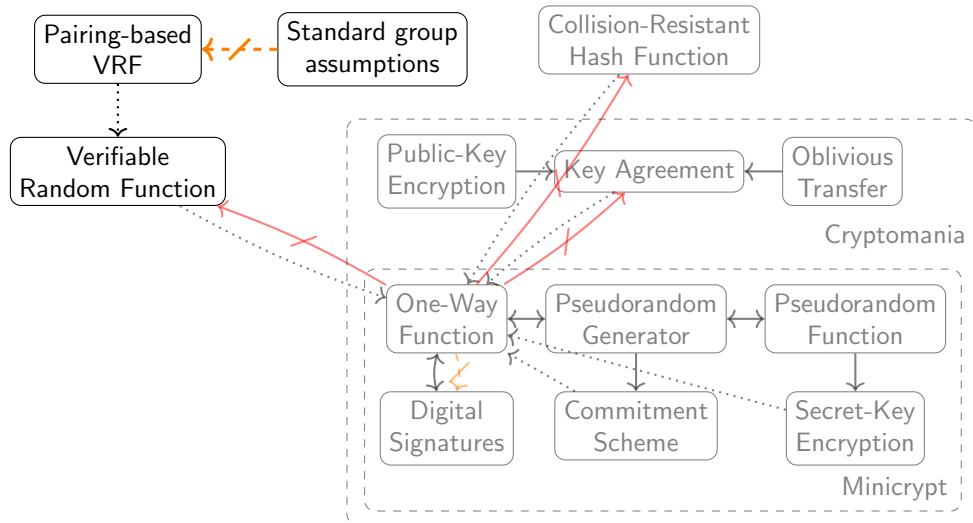 Pairing-based
VRF
Standard group
assumptions
Collision-Resistant
Hash Function
Verifiable
Random Function
Public-Key
Encryption
Key Agreement
Oblivious
Transfer
Cryptomania
One-Way
Function
Pseudorandom
Generator
Pseudorandom
Function
Digital
Signatures
Commitment
Scheme
Secret-Key
Encryption
Minicrypt